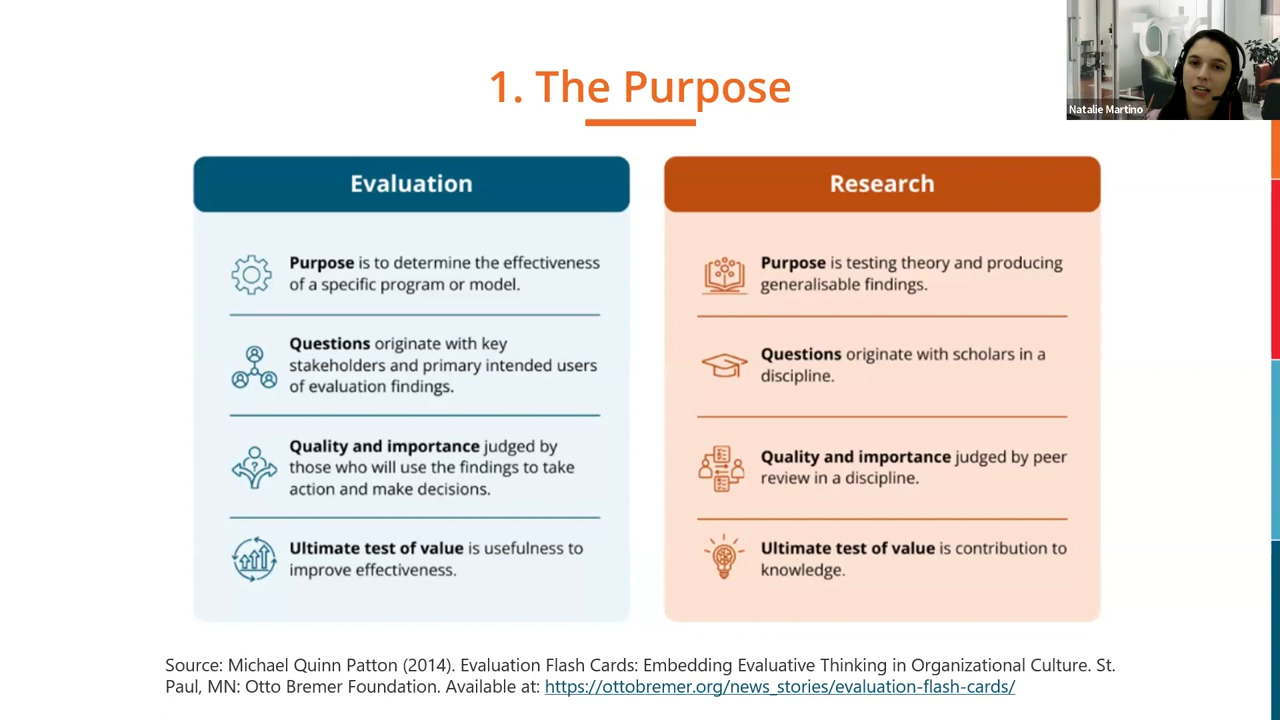 1. The Purpose
Natalie Martino
Evaluation
Purpose is to determine the effectiveness
of a specific program or model.
Questions originate with key
stakeholders and primary intended users
of evaluation findings.
Quality and importance judged by
those who will use the findings to take
action and make decisions.
Ultimate test of value is usefulness to
improve effectiveness.
Research
Purpose is testing theory and producing
generalisable findings.
Questions originate with scholars in a
discipline.
Quality and importance judged by peer
review in a discipline.
Ultimate test of value is contribution to
knowledge.
Source: Michael Quinn Patton (2014). Evaluation Flash Cards: Embedding Evaluative Thinking in Organizational Culture. St.
Paul, MN: Otto Bremer Foundation. Available at: https://ottobremer.org/news_stories/evaluation-flash-cards/